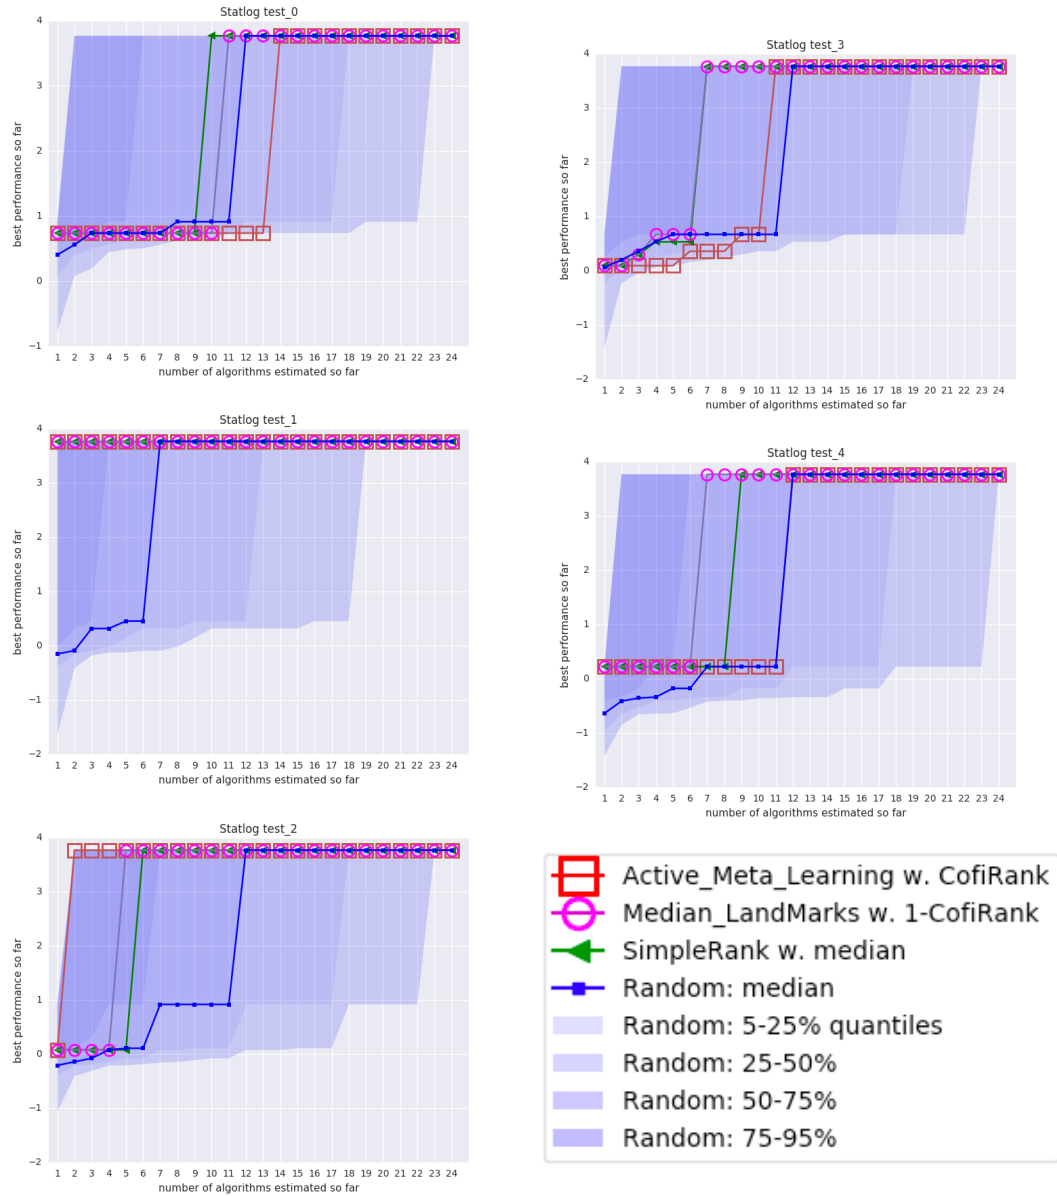 Statlog test_0
4
3
2
1
0
−1
best performance so far
1 2 3 4 5 6 7 8 9 10 11 12 13 14 15 16 17 18 19 20 21 22 23 24
number of algorithms estimated so far
Statlog test_3
4
3
2
1
0
−1
−2
best performance so far
1 2 3 4 5 6 7 8 9 10 11 12 13 14 15 16 17 18 19 20 21 22 23 24
number of algorithms estimated so far
Statlog test_1
4
3
2
1
0
−1
−2
best performance so far
1 2 3 4 5 6 7 8 9 10 11 12 13 14 15 16 17 18 19 20 21 22 23 24
number of algorithms estimated so far
Statlog test_4
4
3
2
1
0
−1
−2
best performance so far
1 2 3 4 5 6 7 8 9 10 11 12 13 14 15 16 17 18 19 20 21 22 23 24
number of algorithms estimated so far
Statlog test_2
4
3
2
1
0
−1
−2
best performance so far
1 2 3 4 5 6 7 8 9 10 11 12 13 14 15 16 17 18 19 20 21 22 23 24
number of algorithms estimated so far
Active_Meta_Learning w. CofiRank
Median_LandMarks w. 1-CofiRank
SimpleRank w. median
Random: median
Random: 5-25% quantiles
Random: 25-50%
Random: 50-75%
Random: 75-95%